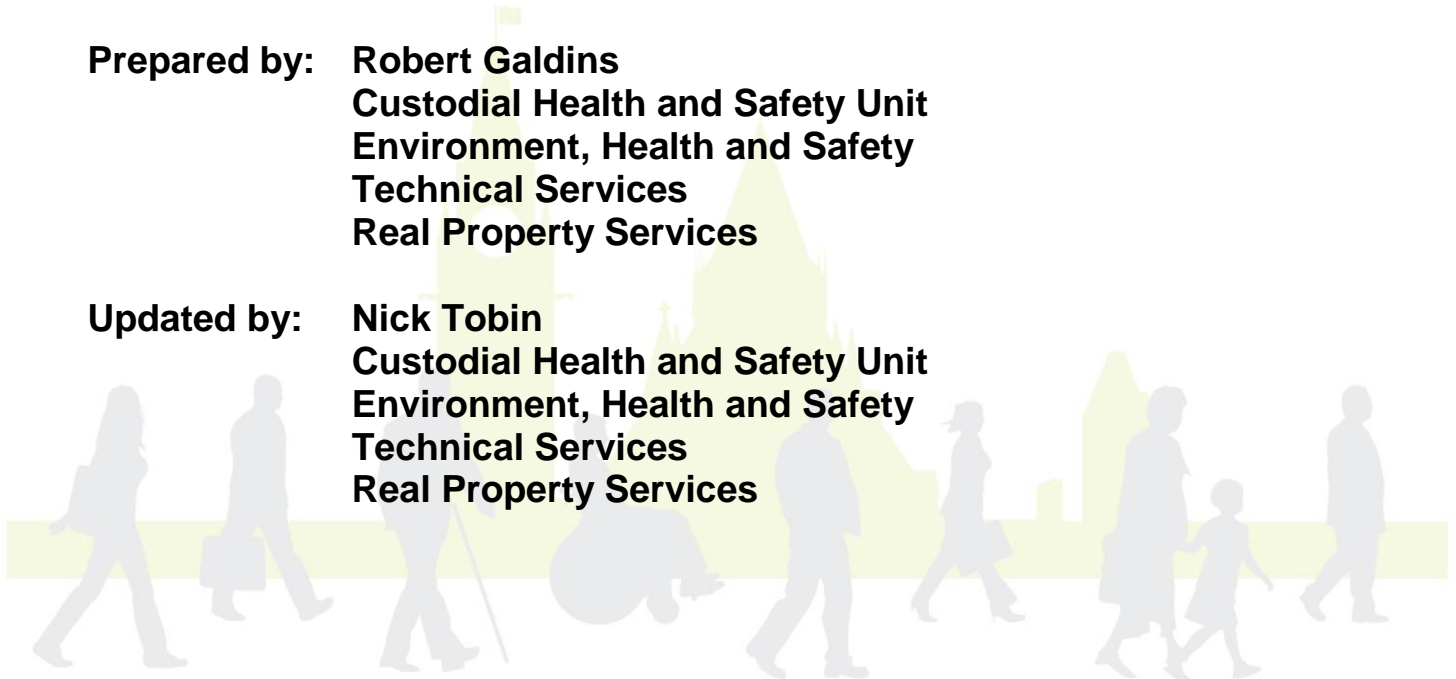 Prepared by: Robert Galdins
Custodial Health and Safety Unit
Environment, Health and Safety
Technical Services
Real Property Services
Updated by: Nick Tobin
Custodial Health and Safety Unit
Environment, Health and Safety
Technical Services
Real Property Services